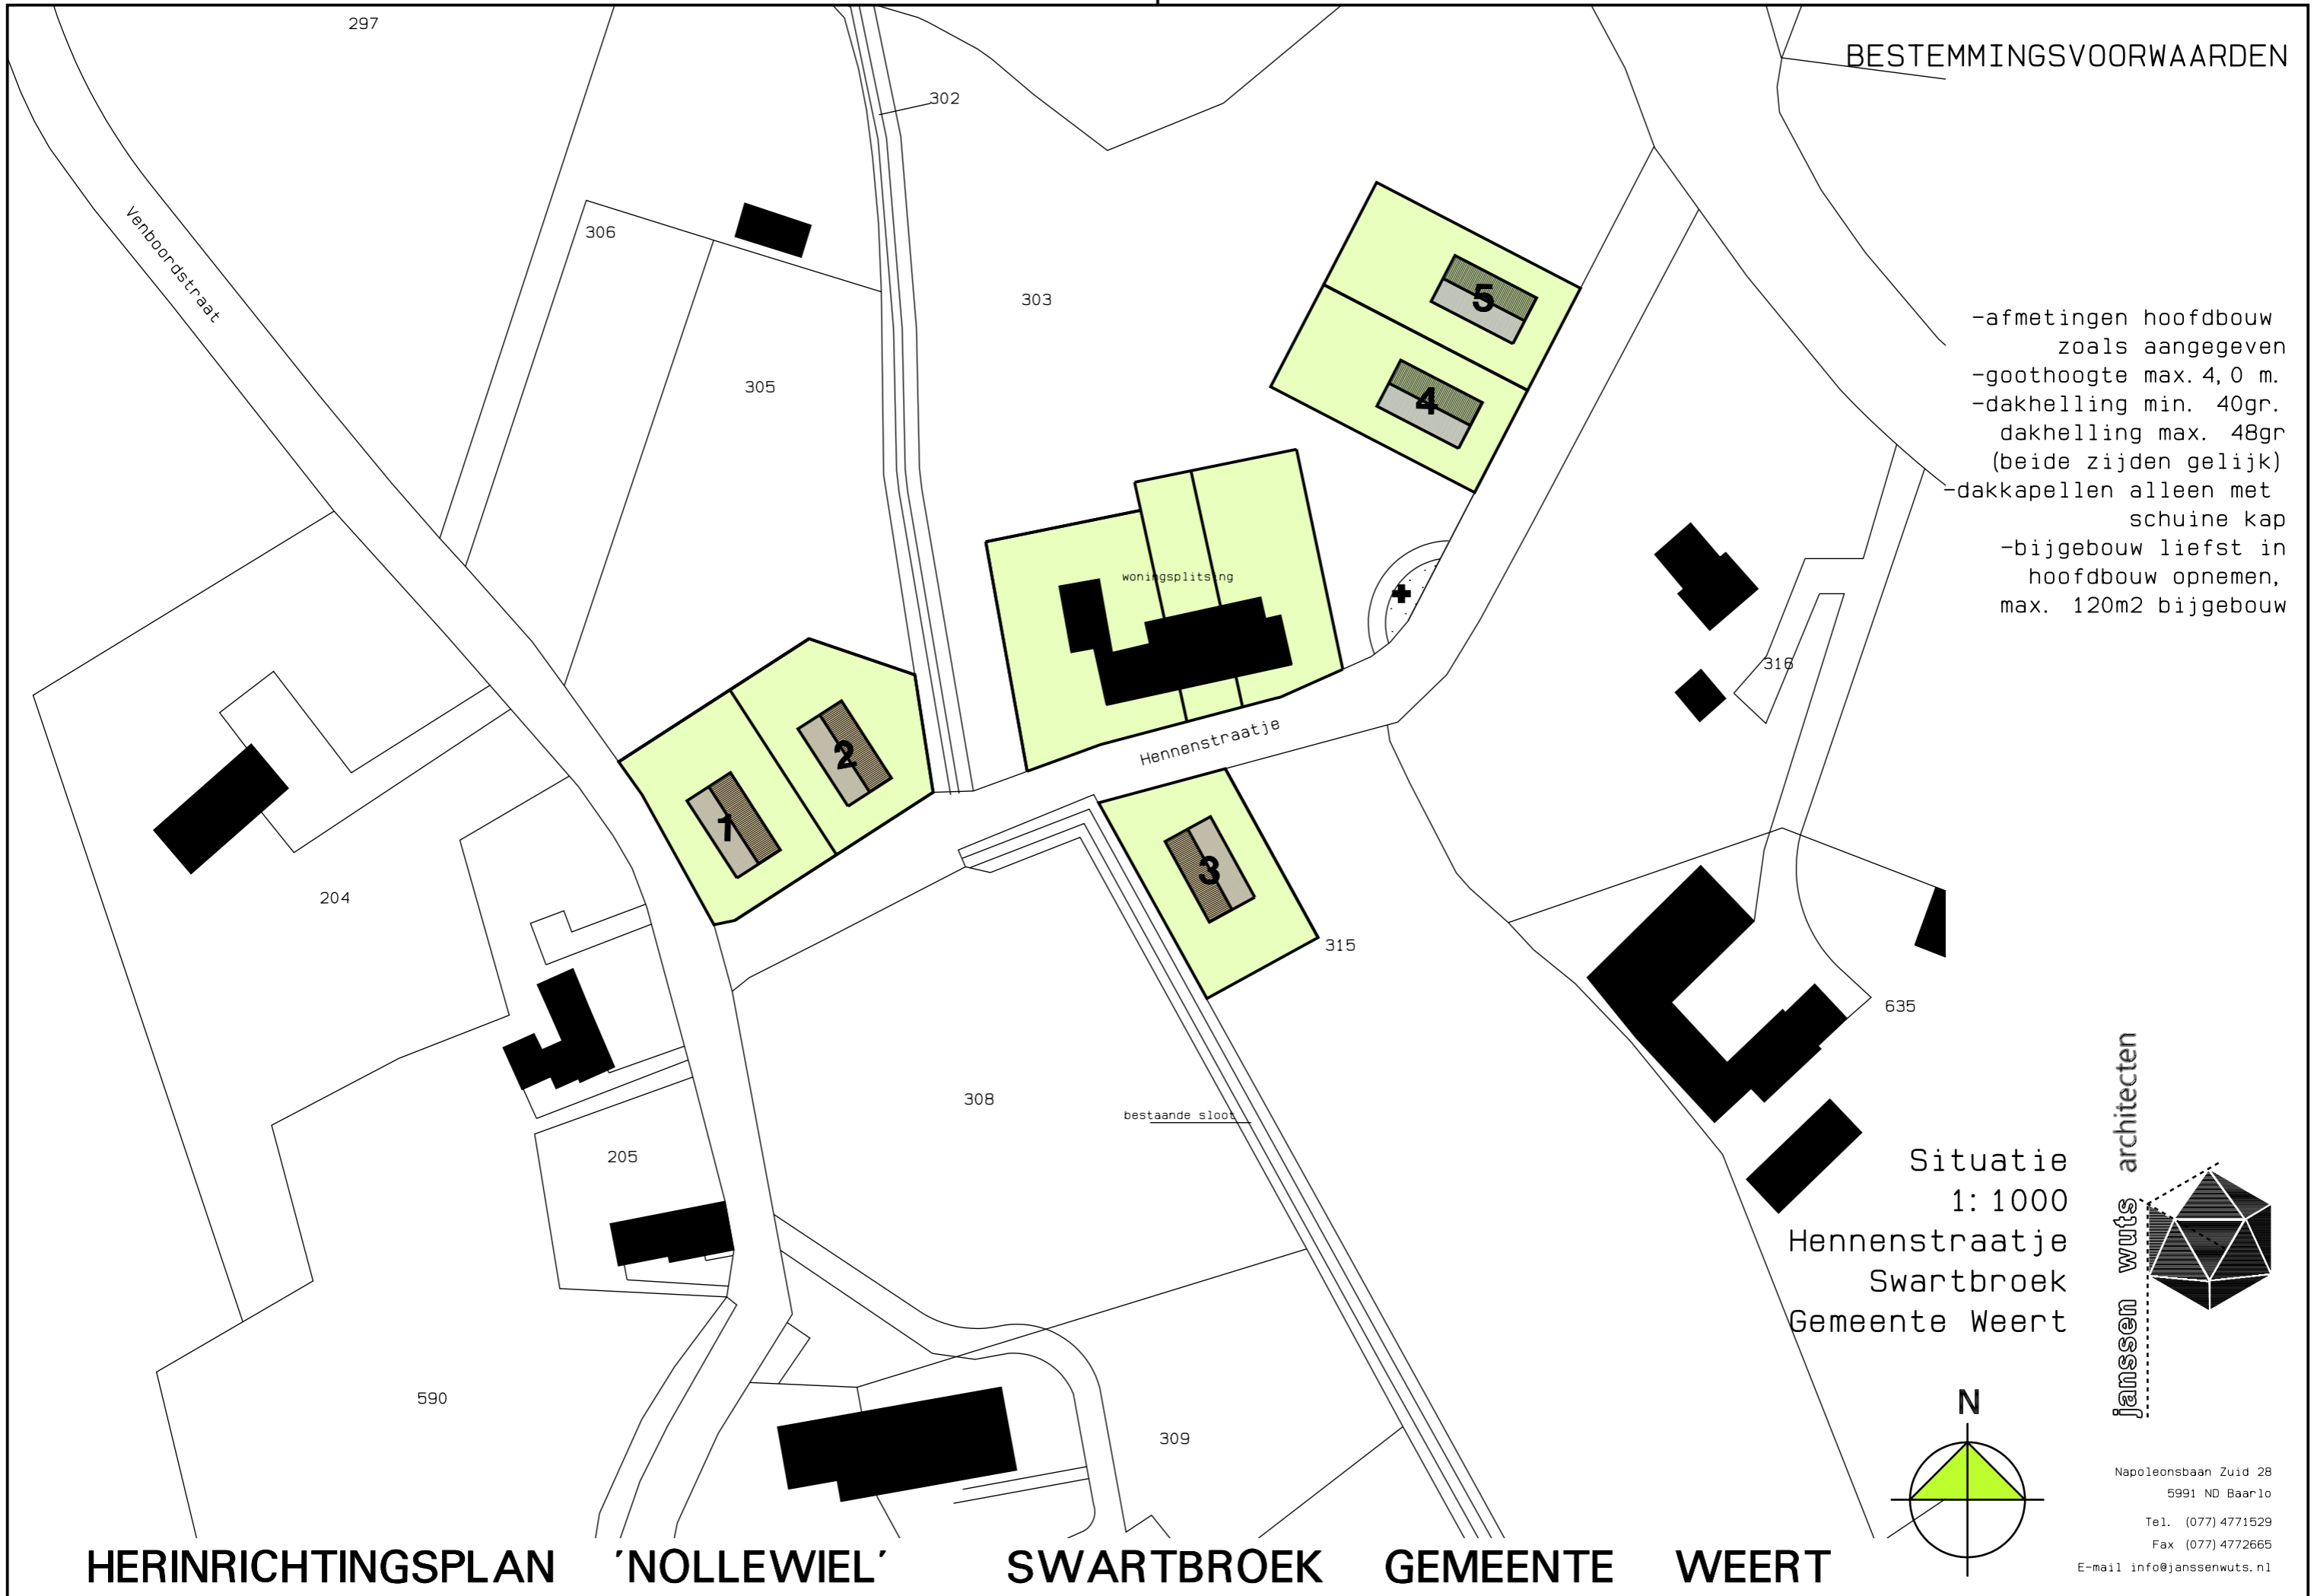 297
BESTEMMINGSVOORWAARDEN
302
Venboordstraat
306
303
305
5
4
-afmetingen hoofdbouw
zoals aangegeven
-goothoogte max. 4,0 m.
-dakhelling min. 40gr.
dakhelling max. 48gr
(beide zijden gelijk)
-dakkapellen alleen met
schuine kap
-bijgebouw liefst in
hoofdbouw opnemen,
max. 120m2 bijgebouw
woningsplitsing
316
Hennenstraatje
2
1
3
204
315
635
308
bestaande sloot
205
590
309
Situatie
1:1000
Hennenstraatje
Swartbroek
Gemeente Weert
janssen wuts architecten
N
Napoleonsbaan Zuid 28
5991 ND Baarlo
Tel. (077) 4771529
Fax (077) 4772665
E-mail info@janssenwuts.nl
HERINRICHTINGSPLAN 'NOLLEWIEL' SWARTBROEK GEMEENTE WEERT